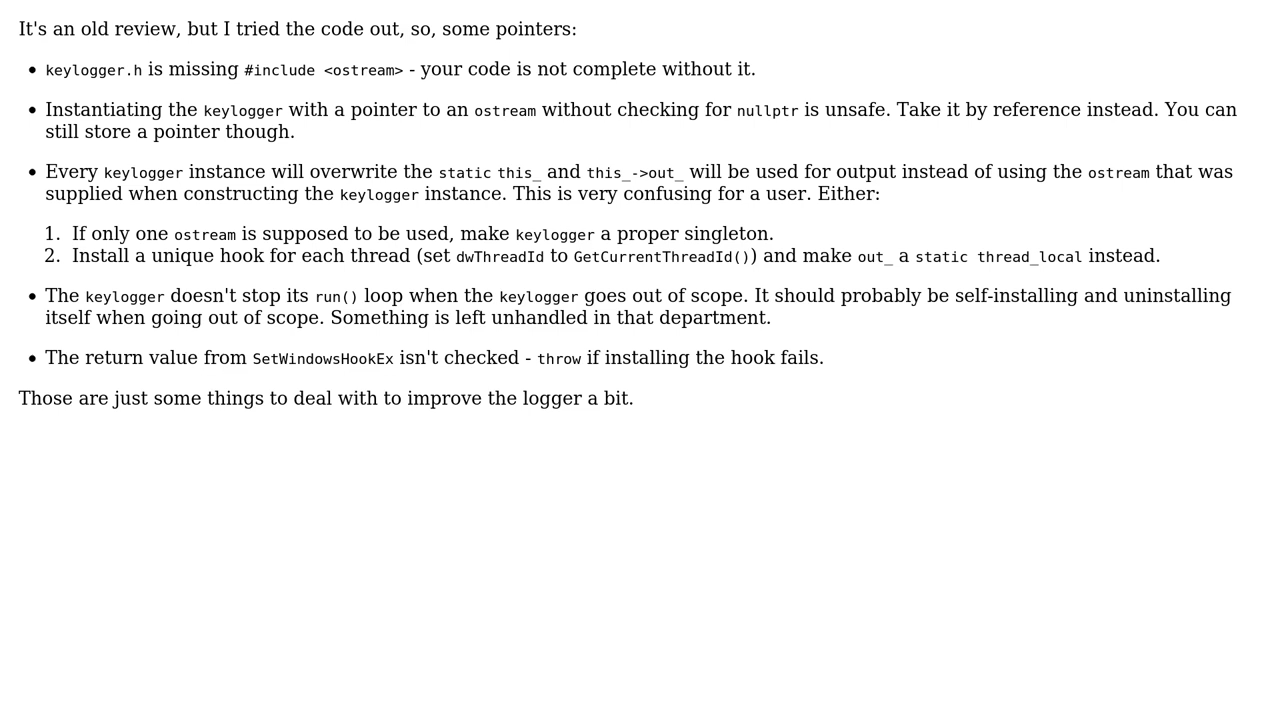 It's an old review, but I tried the code out, so, some pointers:
• keylogger.h is missing #include <ostream> - your code is not complete without it.
• Instantiating the keylogger with a pointer to an ostream without checking for nullptr is unsafe. Take it by reference instead. You can
still store a pointer though.
• Every keylogger instance will overwrite the static this_ and this_->out_ will be used for output instead of using the ostream that was
supplied when constructing the keylogger instance. This is very confusing for a user. Either:
1. If only one ostream is supposed to be used, make keylogger a proper singleton.
2. Install a unique hook for each thread (set dwThreadId to GetCurrentThreadId()) and make out_ a static thread_local instead.
• The keylogger doesn't stop its run() loop when the keylogger goes out of scope. It should probably be self-installing and uninstalling
itself when going out of scope. Something is left unhandled in that department.
• The return value from SetWindowsHookEx isn't checked - throw if installing the hook fails.
Those are just some things to deal with to improve the logger a bit.